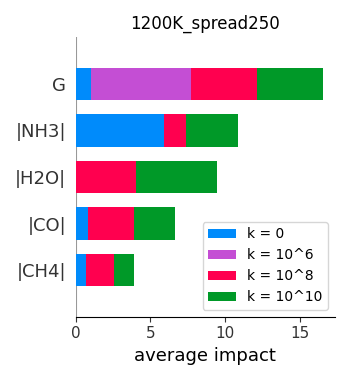 1200K_spread250
G
|NH3|
|H2O|
|CO|
|CH4|
k = 0
k = 10^6
k = 10^8
k = 10^10
0 5 10 15
average impact